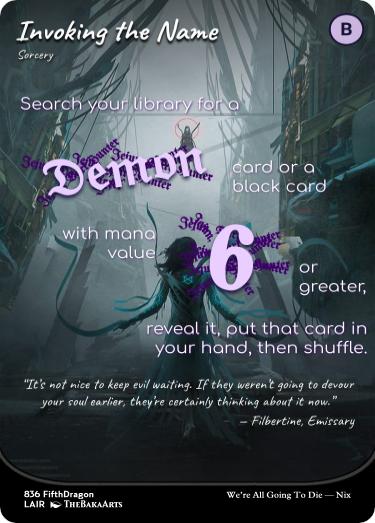 Invoking the Name
B
Sorcery
Search your library for a
Demon
card or a
black card
with mana
value
6
or
greater,
reveal it, put that card in
your hand, then shuffle.
“It's not nice to keep evil waiting. If they weren't going to devour
your soul earlier, they're certainly thinking about it now.”
— Filbertine, Emissary
836 FifthDragon
LAIR TheBakaArts
We're All Going To Die — Nix